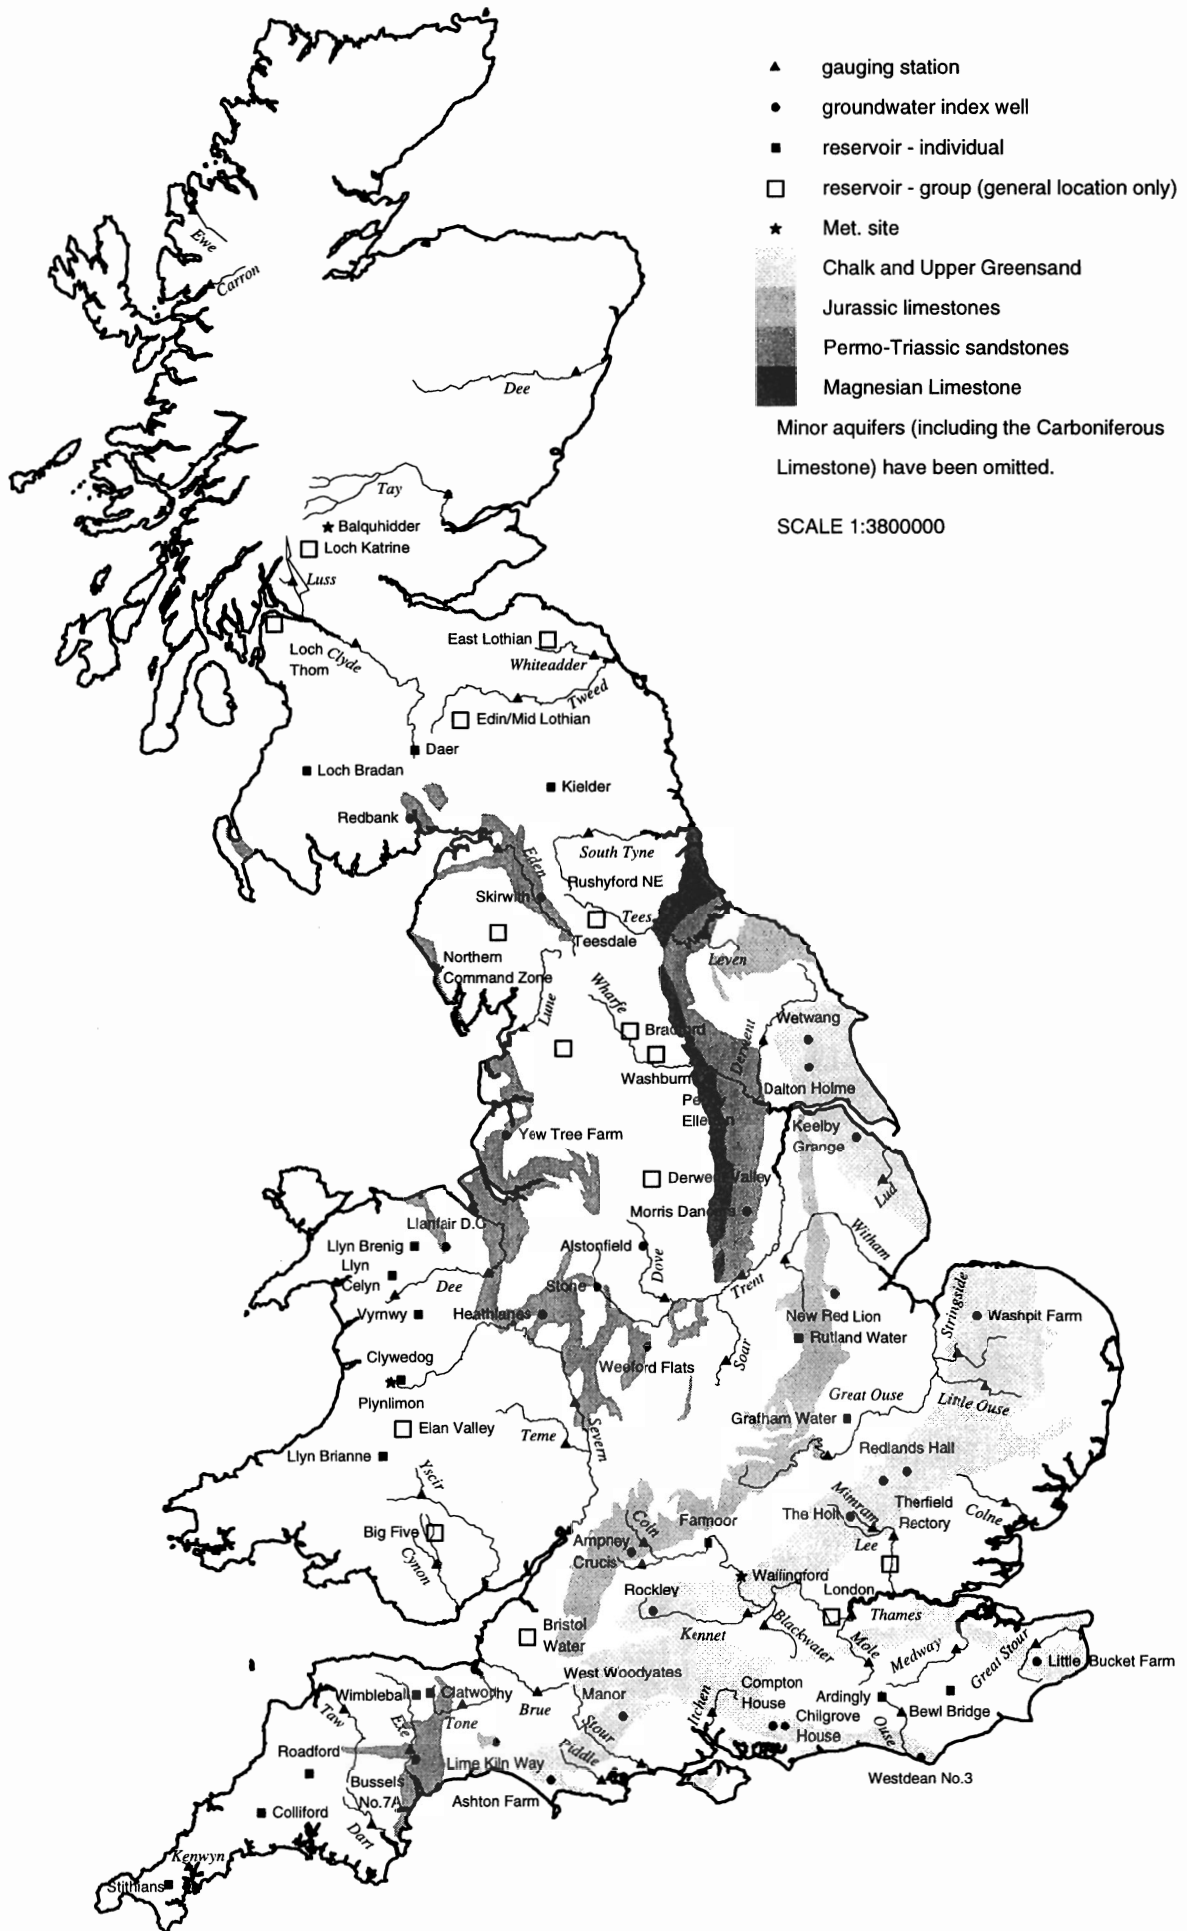 gauging station
groundwater index well
reservoir - individual
reservoir - group (general location only)
Met. site
Chalk and Upper Greensand
Jurassic limestones
Permo-Triassic sandstones
Magnesian Limestone
Minor aquifers (including the Carboniferous
Limestone) have been omitted.
SCALE 1:3800000
Ewe
Carron
Dee
Tay
Balquhidder
Loch Katrine
Luss
East Lothian
Loch
Thom
Clyde
Whiteadder
Tweed
Edin/Mid Lothian
Daer
Loch Bradan
Kielder
Redbank
South Tyne
Eden
Rushyford NE
Skirwith
Tees
Teesdale
Northern
Command Zone
Leven
Lune
Wharfe
Bradford
Wetwang
Washburn
Derwent
Dalton Holme
Yew Tree Farm
Keelby
Grange
Derwent Valley
Lud
Morris Dancers
Llanfair D.C
Llyn Brenig
Alstonfield
Witham
Llyn
Celyn
Dee
Dove
Stone
Trent
Stringside
Vyrnwy
Heathlanes
New Red Lion
Washpit Farm
Rutland Water
Clywedog
Weeford Flats
Soar
Plynlimon
Great Ouse
Little Ouse
Elan Valley
Teme
Severn
Grafham Water
Llyn Brianne
Redlands Hall
Yscir
Mimram
Therfield
Rectory
The Holt
Colne
Big Five
Coln
Farmoor
Ampney
Crucis
Lee
Cynon
Wallingford
Rockley
London
Thames
Bristol
Water
Kennet
Blackwater
Mole
Medway
Great Stour
Little Bucket Farm
West Woodyates
Manor
Compton
House
Wimbleball
Clatworthy
Ardingly
Itchen
Chilgrove
House
Bewl Bridge
Taw
Exe
Tone
Brue
Stour
Ouse
Roadford
Lime Kiln Way
Piddle
Bussels
No.7A
Ashton Farm
Westdean No.3
Colliford
Dart
Kenwyn
Stithians